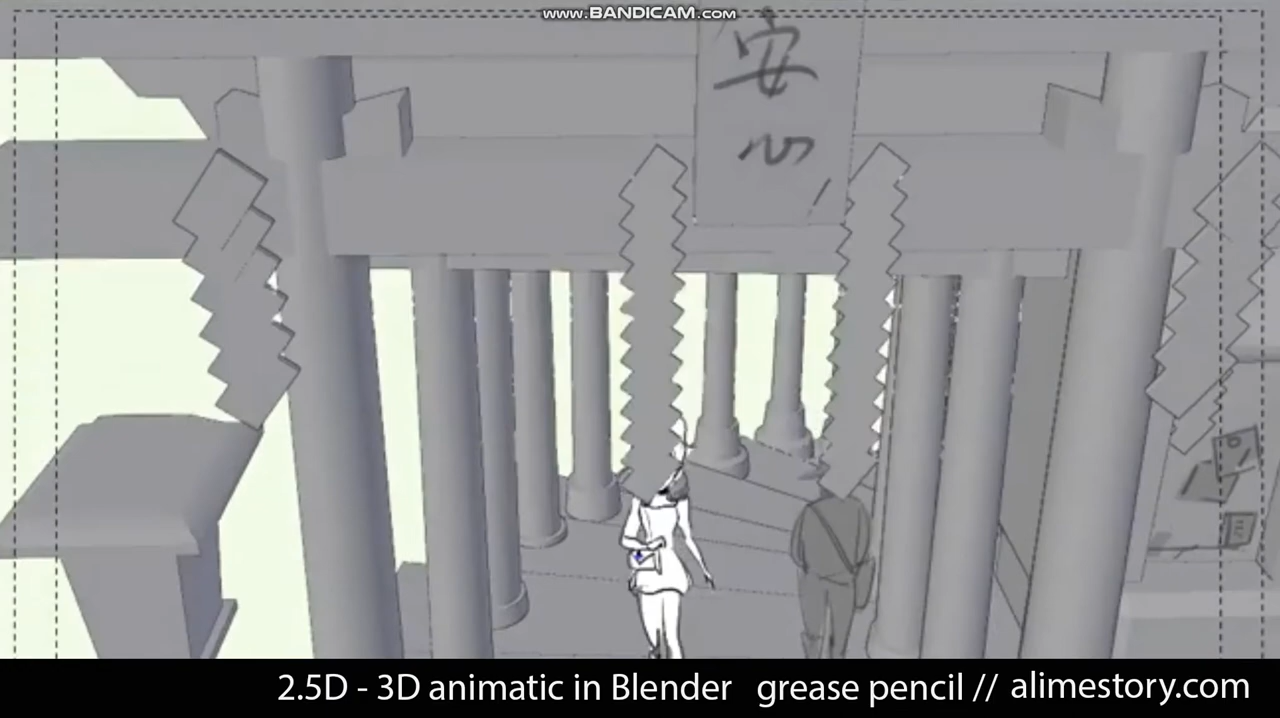 www.BANDICAM.com
安
心
2.5D - 3D animatic in Blender grease pencil // alimestory.com